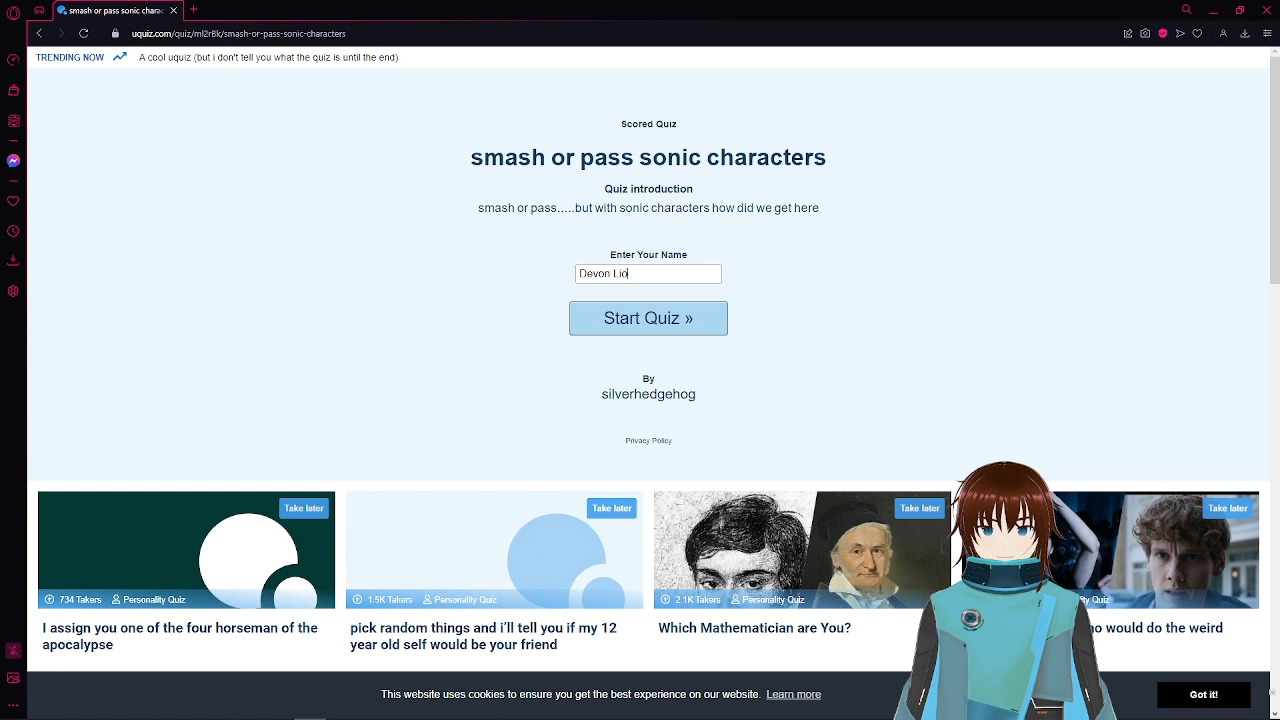 smash or pass sonic charac
uquiz.com/quiz/ml2rBk/smash-or-pass-sonic-characters
TRENDING NOW A cool uquiz (but i don't tell you what the quiz is until the end)
Scored Quiz
smash or pass sonic characters
Quiz introduction
smash or pass.....but with sonic characters how did we get here
Enter Your Name
Devon Lio
Start Quiz »
By
silverhedgehog
Privacy Policy
Take later
Take later
Take later
Take later
734 Takers Personality Quiz
1.5K Takers Personality Quiz
2.1K Takers Personality Quiz
Quiz
I assign you one of the four horseman of the
apocalypse
pick random things and i'll tell you if my 12
year old self would be your friend
Which Mathematician are You?
would do the weird
This website uses cookies to ensure you get the best experience on our website. Learn more
Got it!